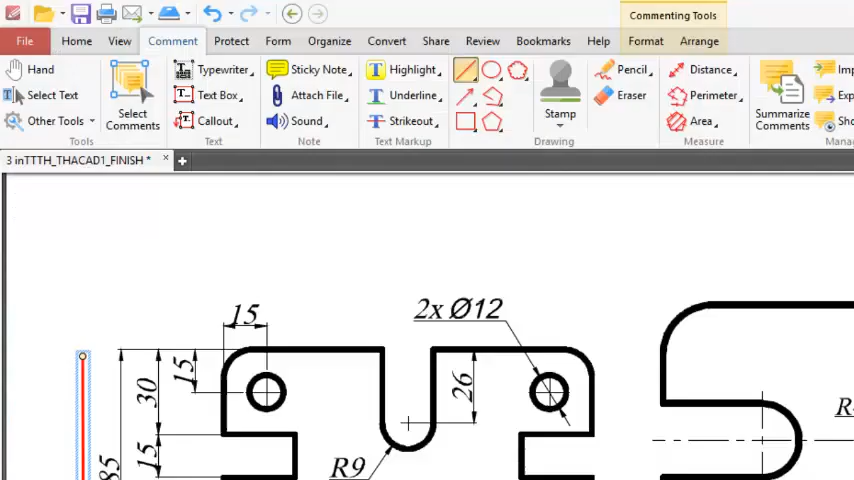 Commenting Tools
File Home View Comment Protect Form Organize Convert Share Review Bookmarks Help Format Arrange
Hand
Select Text
Other Tools
Tools
Select Comments
Typewriter
Text Box
Callout
Text
Sticky Note
Attach File
Sound
Note
Highlight
Underline
Strikeout
Text Markup
Pencil
Eraser
Drawing
Stamp
Distance
Perimeter
Area
Measure
Summarize Comments
3 inTTTH_THACAD1_FINISH *
15
2x Ø12
15
30
26
15
85
R9